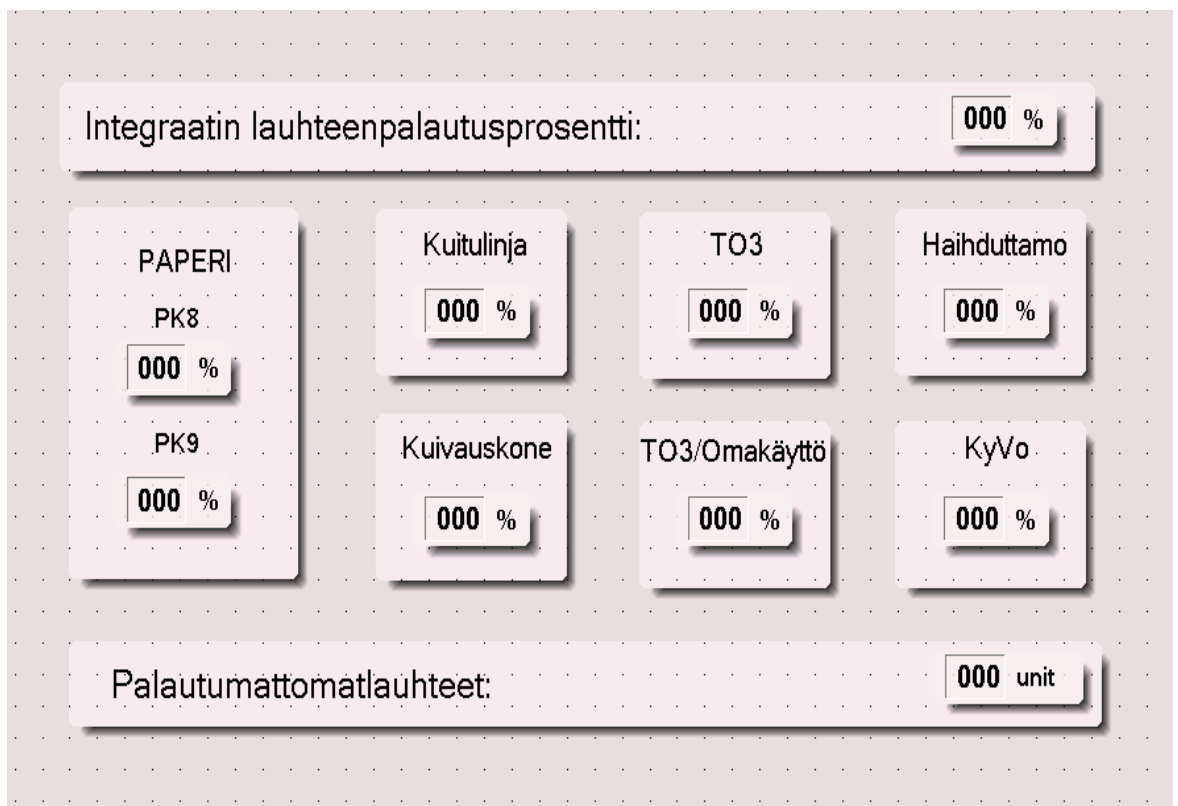 Integraatin lauhteenpalautusprosentti: 000 %
PAPERI
PK8
000 %
PK9
000 %
Kuitulinja
000 %
TO3
000 %
Haihduttamo
000 %
Kuivauskone
000 %
TO3/Omakäyttö
000 %
KyVo
000 %
Palautumattomatlauhteet: 000 unit